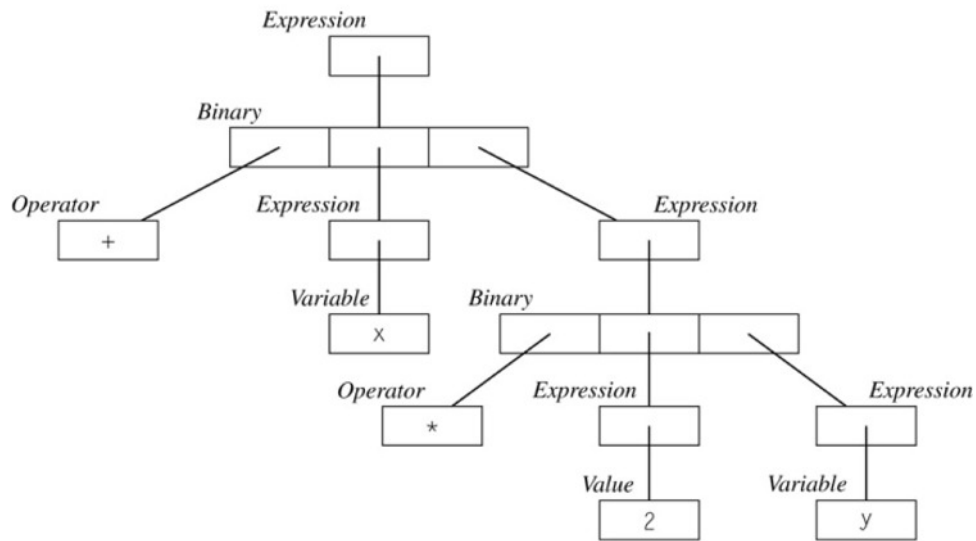 Expression
Binary
Operator Expression Expression
+
Variable Binary
x
Operator Expression Expression
*
Value Variable
2 y